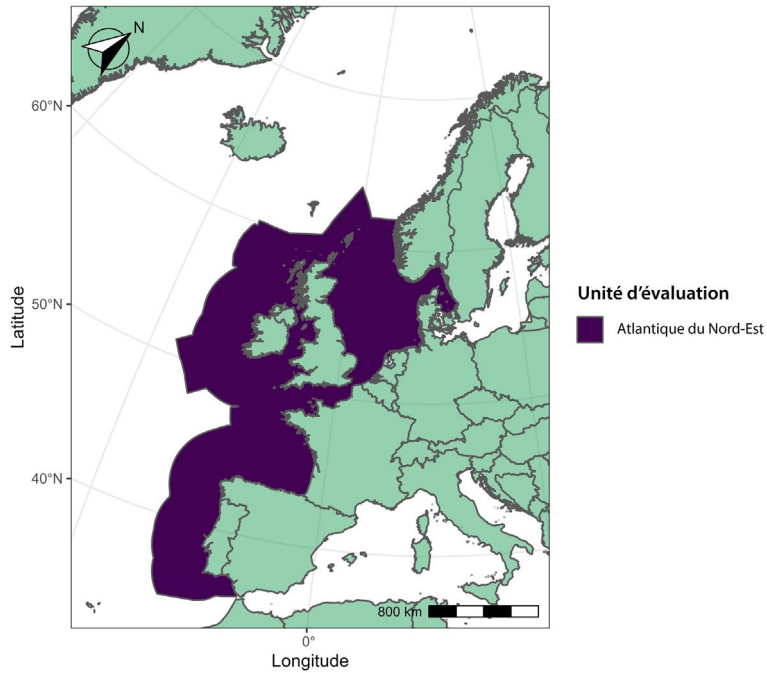 N
60°N
50°N
40°N
Latitude
Unité d’évaluation
Atlantique du Nord-Est
800 km
0°
Longitude